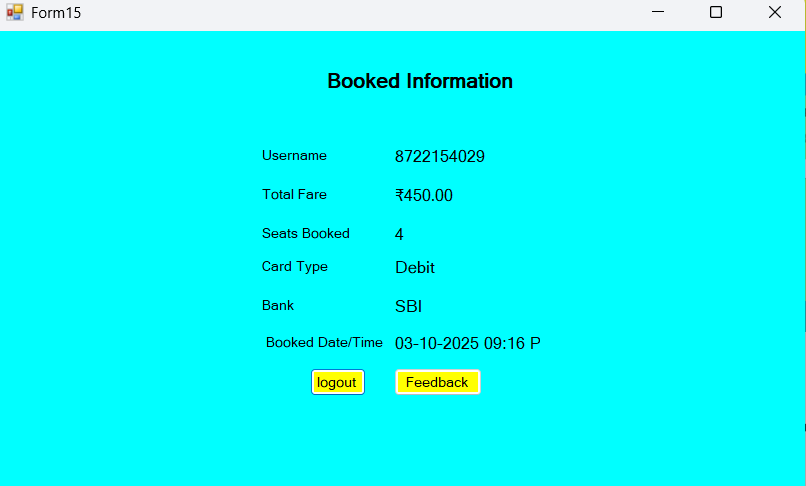 Form15
Booked Information
Username 8722154029
Total Fare ₹450.00
Seats Booked 4
Card Type Debit
Bank SBI
Booked Date/Time 03-10-2025 09:16 P
logout Feedback